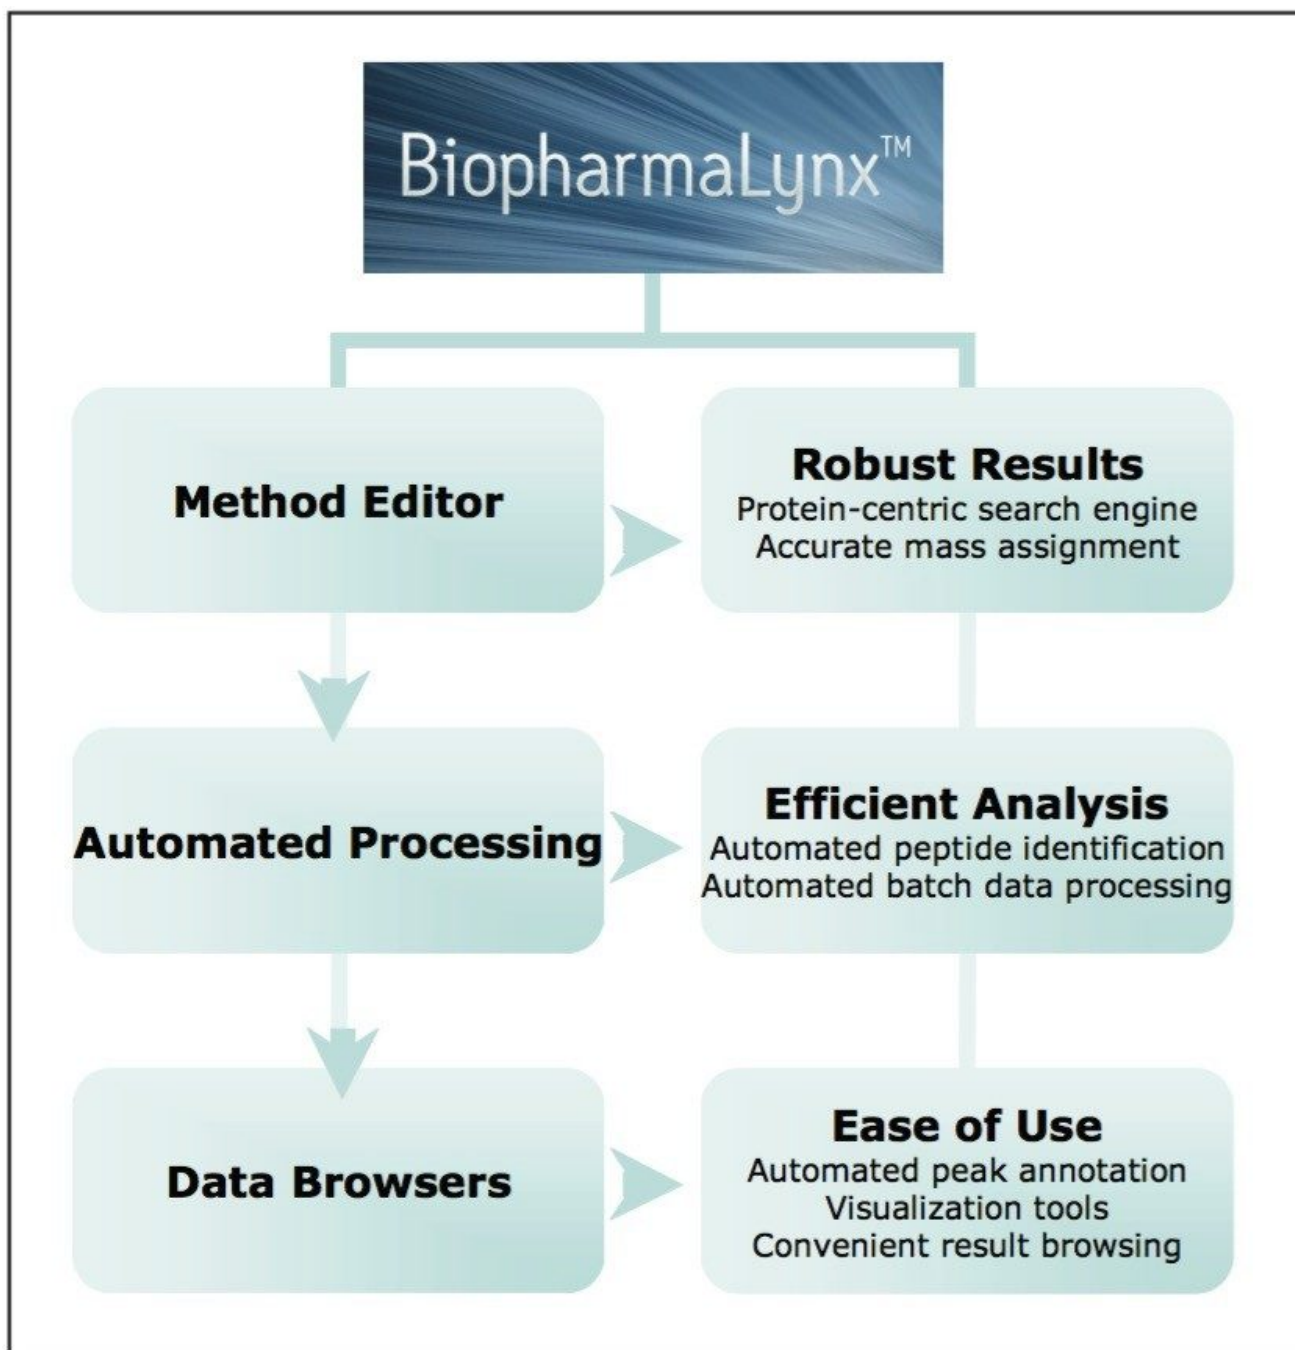 BiopharmaLynx™
Method Editor
Robust Results
Protein-centric search engine
Accurate mass assignment
Automated Processing
Efficient Analysis
Automated peptide identification
Automated batch data processing
Data Browsers
Ease of Use
Automated peak annotation
Visualization tools
Convenient result browsing